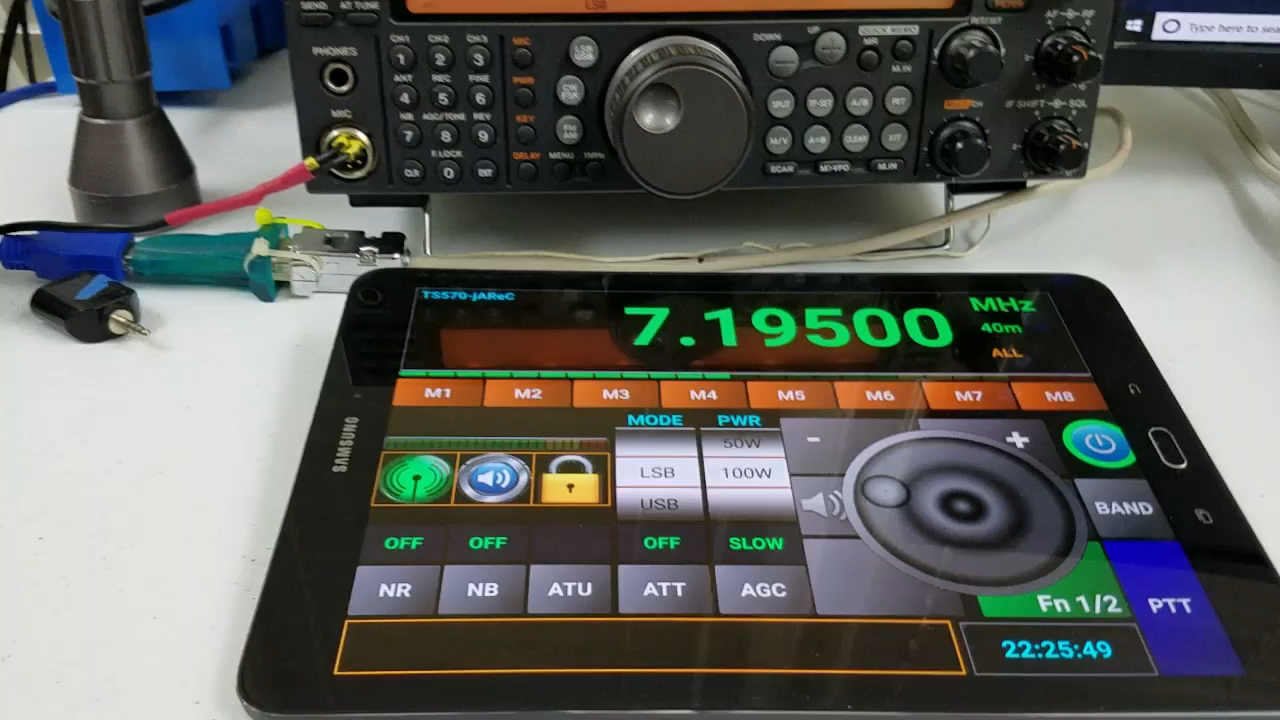 LSB
SEND AT TUNE
PHONES
MIC
CH1 CH2 CH3
1 2 3
ANT REC FINE
4 5 6
NB AGC/TONE REV
7 8 9
F.LOCK
CLR 0 ENT
MIC
PWR
KEY
DELAY MENU 1MHz
DOWN UP QUICK MEMO
MR M.IN
SPLIT TF-SET A/B RIT
M/V A=B CLEAR XIT
SCAN M>VFO M.IN
RIT/XIT
AF RF
IF SHIFT SQL
Type here to sea
SAMSUNG
TS570-JAReC
7.19500 MHz
40m
ALL
M1 M2 M3 M4 M5 M6 M7 M8
MODE PWR
50W
LSB 100W
USB
- +
BAND
OFF OFF OFF SLOW
NR NB ATU ATT AGC
Fn 1/2
PTT
22:25:49